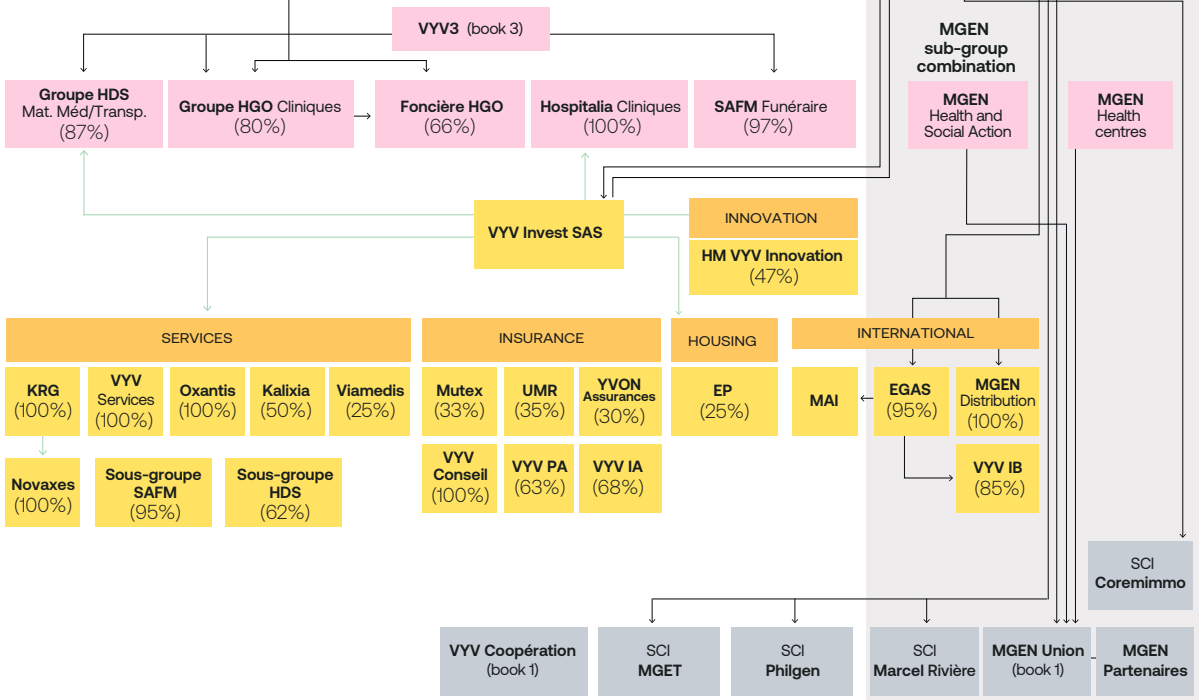 VYV3 (book 3)
MGEN
sub-group
combination
Groupe HDS
Mat. Méd/Transp.
(87%)
Groupe HGO Cliniques
(80%)
Foncière HGO
(66%)
Hospitalia Cliniques
(100%)
SAFM Funéraire
(97%)
MGEN
Health and
Social Action
MGEN
Health
centres
VYV Invest SAS
INNOVATION
HM VYV Innovation
(47%)
SERVICES
INSURANCE
HOUSING
INTERNATIONAL
KRG
(100%)
VYV
Services
(100%)
Oxantis
(100%)
Kalixia
(50%)
Viamedis
(25%)
Mutex
(33%)
UMR
(35%)
YVON
Assurances
(30%)
EP
(25%)
MAI
EGAS
(95%)
MGEN
Distribution
(100%)
Novaxes
(100%)
Sous-groupe
SAFM
(95%)
Sous-groupe
HDS
(62%)
VYV
Conseil
(100%)
VYV PA
(63%)
VYV IA
(68%)
VYV IB
(85%)
SCI
Coremimmo
VYV Coopération
(book 1)
SCI
MGET
SCI
Philgen
SCI
Marcel Rivière
MGEN Union
(book 1)
MGEN
Partenaires